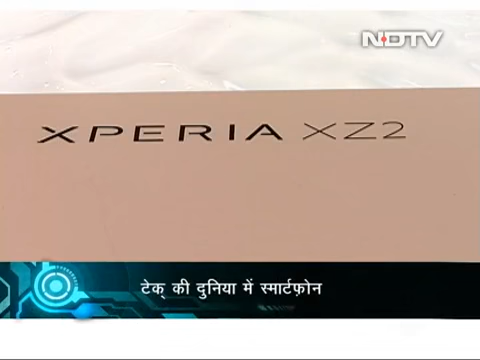 NDTV
XPERIA XZ2
टेक् की दुनिया में स्मार्टफ़ोन